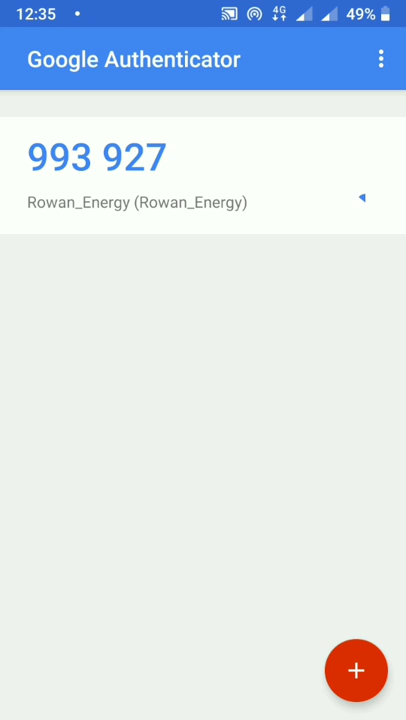 12:35 4G 49%
Google Authenticator
993 927
Rowan_Energy (Rowan_Energy)
+